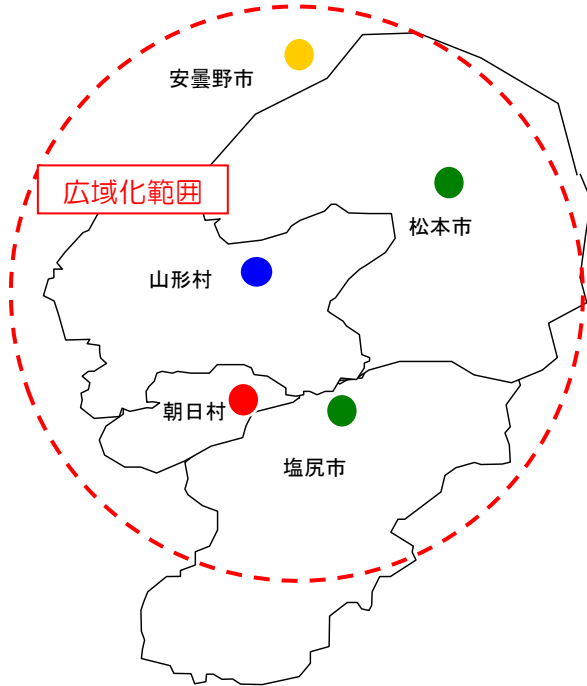 安曇野市
広域化範囲
松本市
山形村
朝日村
塩尻市